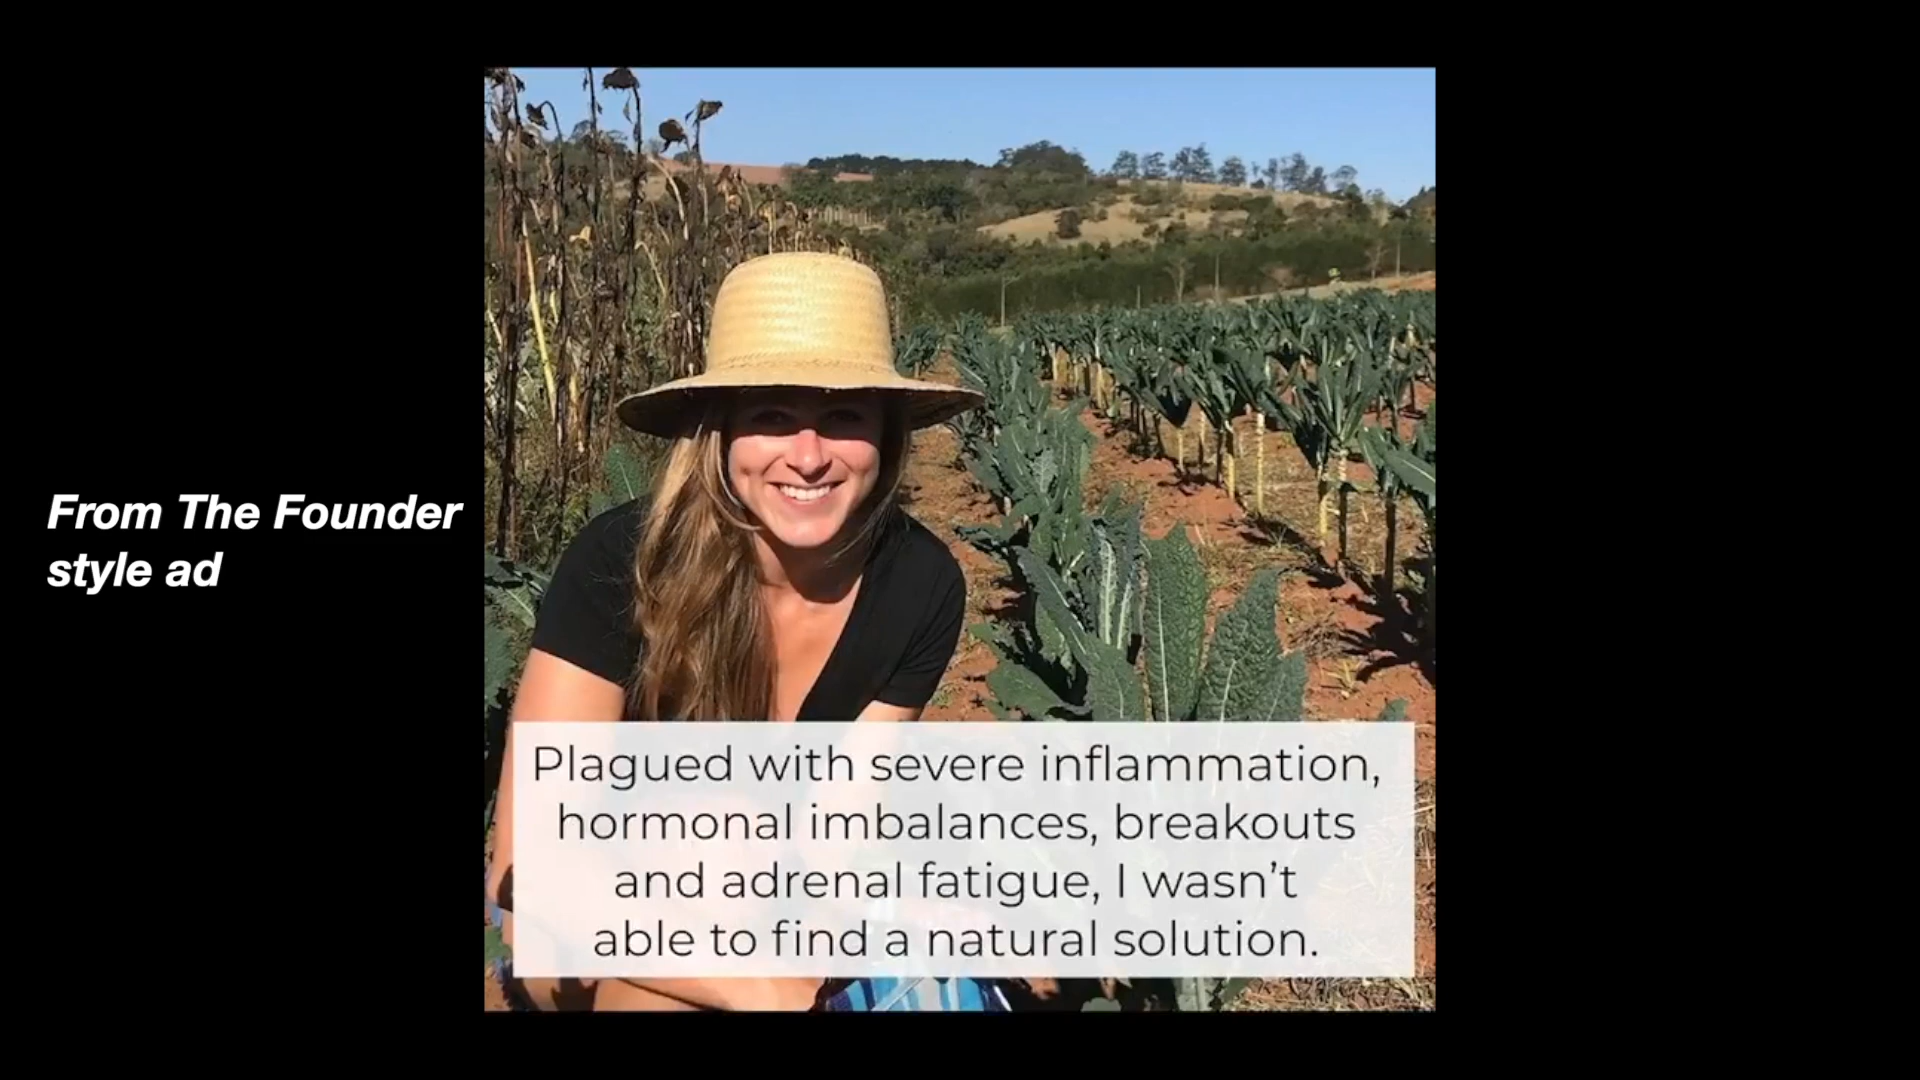 From The Founder
style ad
Plagued with severe inflammation,
hormonal imbalances, breakouts
and adrenal fatigue, I wasn’t
able to find a natural solution.